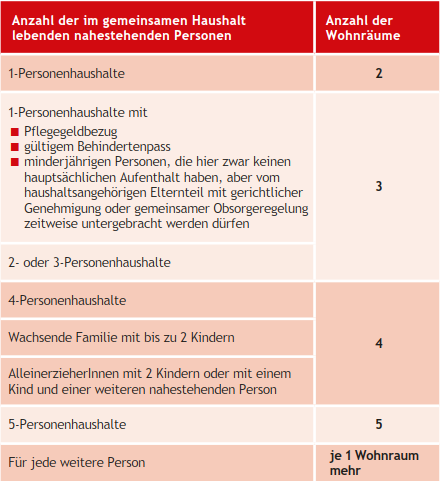 Anzahl der im gemeinsamen Haushalt
lebenden nahestehenden Personen
Anzahl der
Wohnräume
1-Personenhaushalte
2
1-Personenhaushalte mit
Pflegegeldbezug
gültigem Behindertenpass
minderjährigen Personen, die hier zwar keinen
hauptsächlichen Aufenthalt haben, aber vom
haushaltsangehörigen Elternteil mit gerichtlicher
Genehmigung oder gemeinsamer Obsorgeregelung
zeitweise untergebracht werden dürfen
3
2- oder 3-Personenhaushalte
4-Personenhaushalte
Wachsende Familie mit bis zu 2 Kindern
4
AlleinerzieherInnen mit 2 Kindern oder mit einem
Kind und einer weiteren nahestehenden Person
5-Personenhaushalte
5
Für jede weitere Person
je 1 Wohnraum
mehr